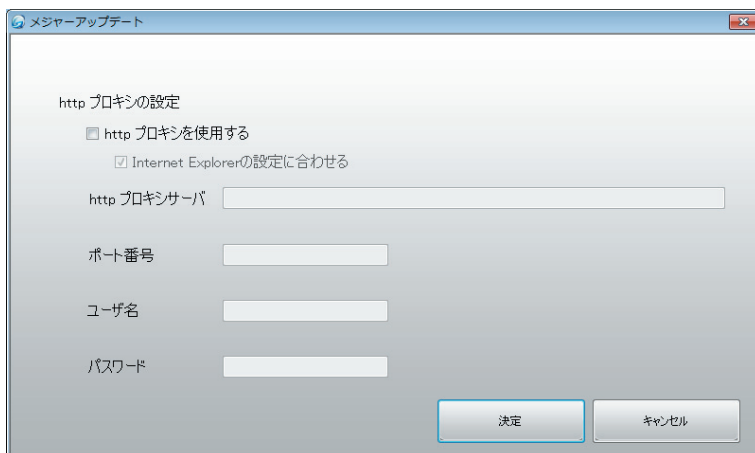 メジャーアップデート
http プロキシの設定
http プロキシを使用する
Internet Explorerの設定に合わせる
http プロキシサーバ
ポート番号
ユーザ名
パスワード
決定
キャンセル